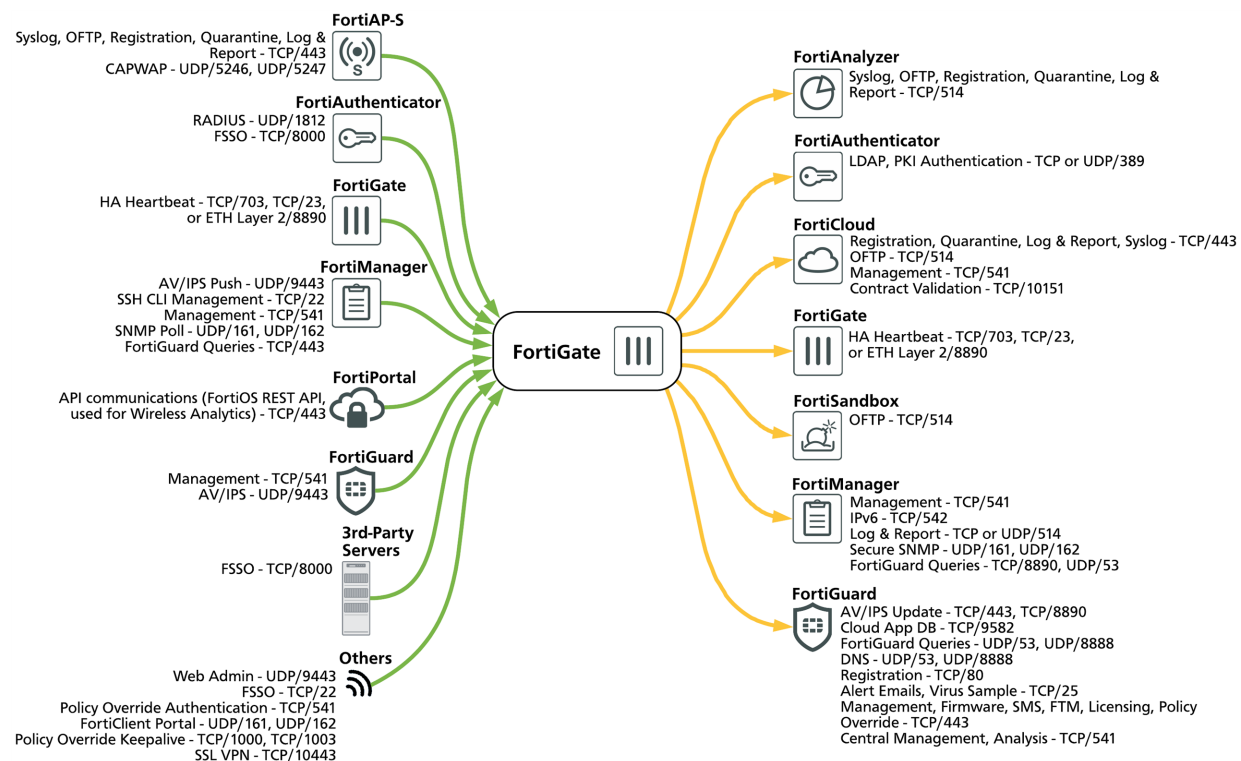 FortiAP-S
Syslog, OFTP, Registration, Quarantine, Log &
Report - TCP/443
CAPWAP - UDP/5246, UDP/5247
S
FortiAuthenticator
RADIUS - UDP/1812
FSSO - TCP/8000
FortiGate
HA Heartbeat - TCP/703, TCP/23,
or ETH Layer 2/8890
FortiManager
AV/IPS Push - UDP/9443
SSH CLI Management - TCP/22
Management - TCP/541
SNMP Poll - UDP/161, UDP/162
FortiGuard Queries - TCP/443
FortiPortal
API communications (FortiOS REST API,
used for Wireless Analytics) - TCP/443
FortiGuard
Management - TCP/541
AV/IPS - UDP/9443
3rd-Party
Servers
FSSO - TCP/8000
Others
Web Admin - UDP/9443
FSSO - TCP/22
Policy Override Authentication - TCP/541
FortiClient Portal - UDP/161, UDP/162
Policy Override Keepalive - TCP/1000, TCP/1003
SSL VPN - TCP/10443
FortiGate
FortiAnalyzer
Syslog, OFTP, Registration, Quarantine, Log &
Report - TCP/514
FortiAuthenticator
LDAP, PKI Authentication - TCP or UDP/389
FortiCloud
Registration, Quarantine, Log & Report, Syslog - TCP/443
OFTP - TCP/514
Management - TCP/541
Contract Validation - TCP/10151
FortiGate
HA Heartbeat - TCP/703, TCP/23,
or ETH Layer 2/8890
FortiSandbox
OFTP - TCP/514
FortiManager
Management - TCP/541
IPv6 - TCP/542
Log & Report - TCP or UDP/514
Secure SNMP - UDP/161, UDP/162
FortiGuard Queries - TCP/8890, UDP/53
FortiGuard
AV/IPS Update - TCP/443, TCP/8890
Cloud App DB - TCP/9582
FortiGuard Queries - UDP/53, UDP/8888
DNS - UDP/53, UDP/8888
Registration - TCP/80
Alert Emails, Virus Sample - TCP/25
Management, Firmware, SMS, FTM, Licensing, Policy
Override - TCP/443
Central Management, Analysis - TCP/541